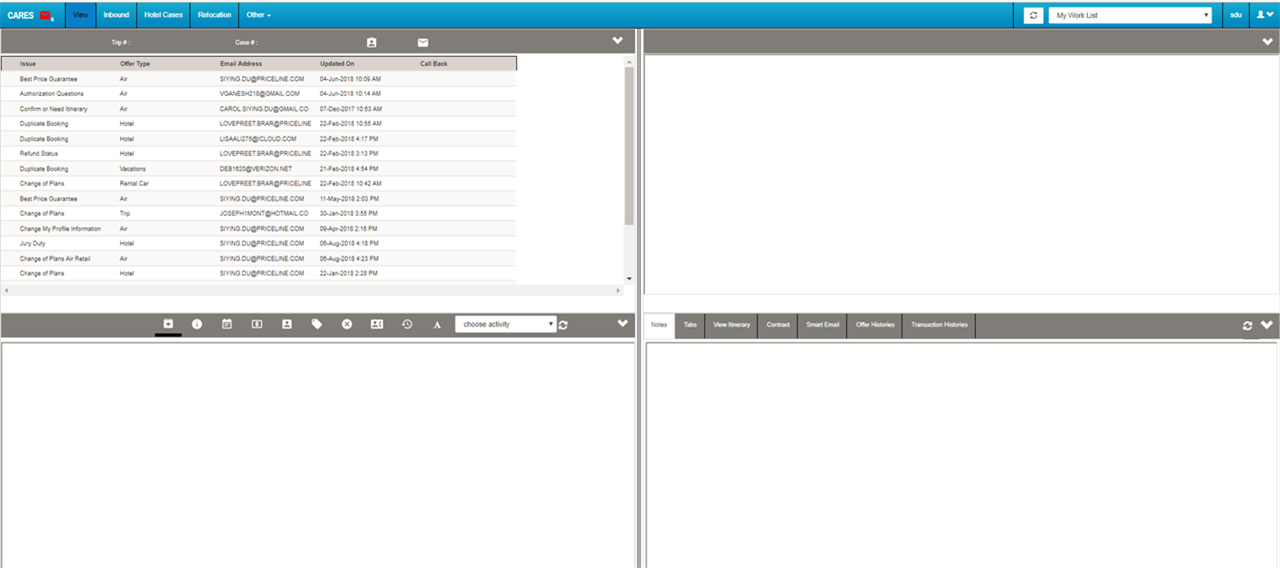 CARES View Inbound Hotel Cases Relocation Other My Work List sdu
Trip # : Case # :
Issue Offer Type Email Address Updated On Call Back
Best Price Guarantee Air SIYING.DU@PRICELINE.COM 04-Jun-2018 10:09 AM
Authorization Questions Air VGANESH218@GMAIL.COM 04-Jun-2018 10:14 AM
Confirm or Need Itinerary Air CAROL.SIYING.DU@GMAIL.CO 07-Dec-2017 10:53 AM
Duplicate Booking Hotel LOVEPREET.BRAR@PRICELINE 22-Feb-2018 10:56 AM
Duplicate Booking Hotel LISAALI275@ICLOUD.COM 22-Feb-2018 4:17 PM
Refund Status Hotel LOVEPREET.BRAR@PRICELINE 22-Feb-2018 3:13 PM
Duplicate Booking Vacations DEB1620@VERIZON.NET 21-Feb-2018 4:54 PM
Change of Plans Rental Car LOVEPREET.BRAR@PRICELINE 22-Feb-2018 10:42 AM
Best Price Guarantee Air SIYING.DU@PRICELINE.COM 11-May-2018 2:03 PM
Change of Plans Trip JOSEPH1MONT@HOTMAIL.CO 30-Jan-2018 3:55 PM
Change My Profile Information Air SIYING.DU@PRICELINE.COM 09-Apr-2018 2:16 PM
Jury Duty Hotel SIYING.DU@PRICELINE.COM 06-Aug-2018 4:18 PM
Change of Plans Air Retail Air SIYING.DU@PRICELINE.COM 06-Aug-2018 4:23 PM
Change of Plans Hotel SIYING.DU@PRICELINE.COM 22-Jan-2018 2:28 PM
A choose activity
Notes Tabs View Itinerary Contract Smart Email Offer Histories Transaction Histories